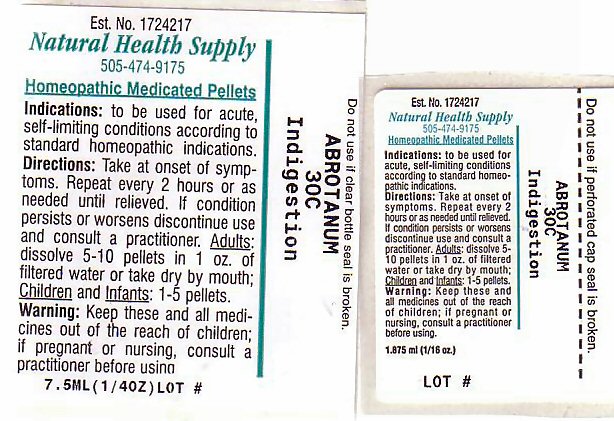 Est. No. 1724217
Natural Health Supply
505-474-9175
Homeopathic Medicated Pellets
Indications: to be used for acute,
self-limiting conditions according to
standard homeopathic indications.
Directions: Take at onset of symp-
toms. Repeat every 2 hours or as
needed until relieved. If condition
persists or worsens discontinue use
and consult a practitioner. Adults:
dissolve 5-10 pellets in 1 oz. of
filtered water or take dry by mouth;
Children and Infants: 1-5 pellets.
Warning: Keep these and all medi-
cines out of the reach of children;
if pregnant or nursing, consult a
practitioner before using
7.5ML(1/4OZ)LOT #
Do not use if clear bottle seal is broken.
ABROTANUM
30C
Indigestion
Est. No. 1724217
Natural Health Supply
505-474-9175
Homeopathic Medicated Pellets
Indications: to be used for
acute, self-limiting conditions
according to standard homeo-
pathic indications.
Directions: Take at onset of
symptoms. Repeat every 2
hours or as needed until relieved.
If condition persists or worsens
discontinue use and consult a
practitioner. Adults: dissolve 5-
10 pellets in 1 oz. of filtered
water or take dry by mouth;
Children and Infants: 1-5 pellets.
Warning: Keep these and
all medicines out of the reach
of children; if pregnant or
nursing, consult a practitioner
before using.
1.875 ml (1/16 oz.)
LOT #
Do not use if perforated cap seal is broken.
ABROTANUM
30C
Indigestion